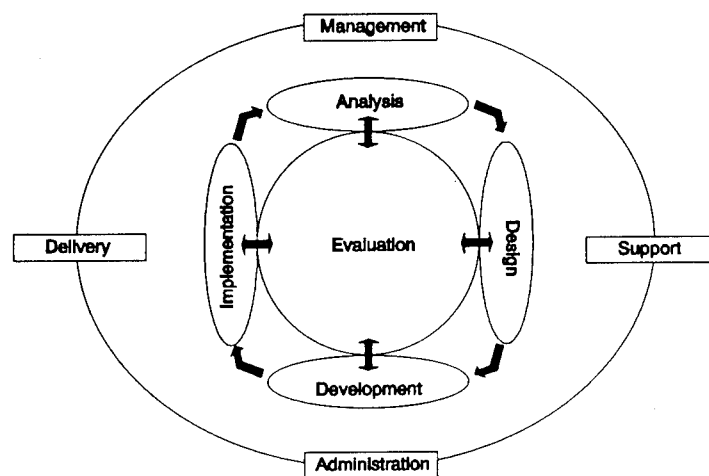 Management
Analysis
Implementation
Design
Evaluation
Delivery
Support
Development
Administration